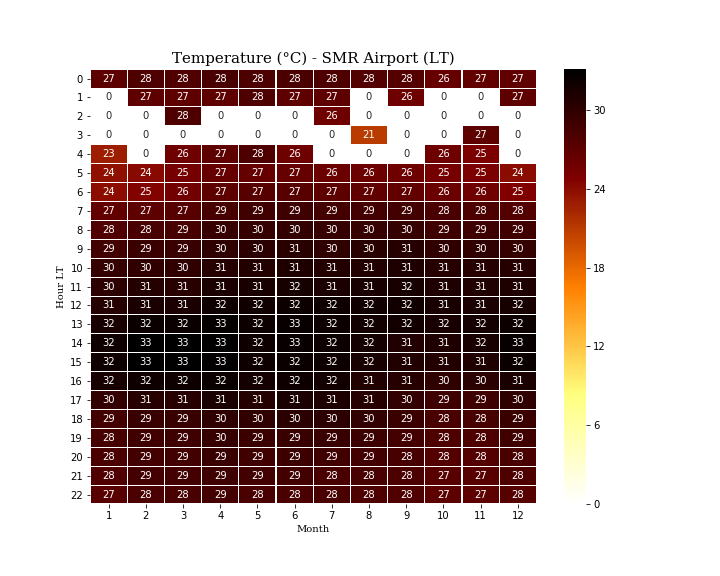 Temperature (°C) - SMR Airport (LT)
0 27 28 28 28 28 28 28 28 28 26 27 27
1 0 27 27 27 28 27 27 0 26 0 0 27
30
2 0 0 28 0 0 0 26 0 0 0 0 0
3 0 0 0 0 0 0 0 21 0 0 27 0
4 23 0 26 27 28 26 0 0 0 26 25 0
5 24 24 25 27 27 27 26 26 26 25 25 24
24
6 24 25 26 27 27 27 27 27 27 26 26 25
7 27 27 27 29 29 29 29 29 29 28 28 28
8 28 28 29 30 30 30 30 30 30 29 29 29
9 29 29 29 30 30 31 30 30 31 30 30 30
10 30 30 30 31 31 31 31 31 31 31 31 31
18
11 30 31 31 31 31 32 31 31 32 31 31 31
Hour LT
12 31 31 31 32 32 32 32 32 32 31 31 32
13 32 32 32 33 32 33 32 32 32 32 32 32
14 32 33 33 33 32 33 32 32 31 31 32 33
12
15 32 33 33 33 32 32 32 32 31 31 31 32
16 32 32 32 32 32 32 32 31 31 30 30 31
17 30 31 31 31 31 31 31 31 30 29 29 30
18 29 29 29 30 30 30 30 30 29 28 28 29
6
19 28 29 29 30 29 29 29 29 29 28 28 29
20 28 29 29 29 29 29 29 29 28 28 28 28
21 28 29 29 29 29 29 28 28 28 27 27 28
22 27 28 28 29 28 28 28 28 28 27 27 28
0
1 2 3 4 5 6 7 8 9 10 11 12
Month